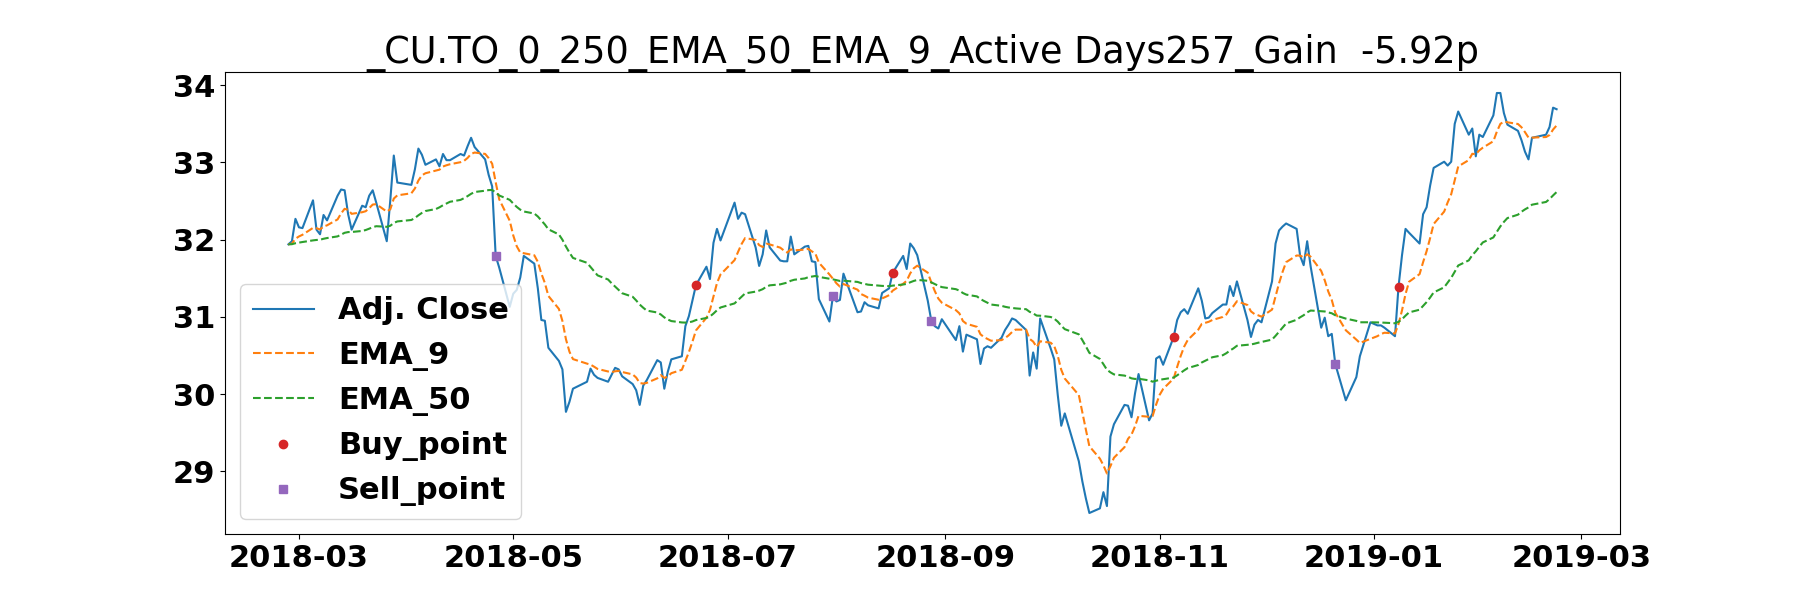 _CU.TO_0_250_EMA_50_EMA_9_Active Days257_Gain  -5.92p
34
33
32
31
30
29
Adj. Close
EMA_9
EMA_50
Buy_point
Sell_point
2018-03
2018-05
2018-07
2018-09
2018-11
2019-01
2019-03